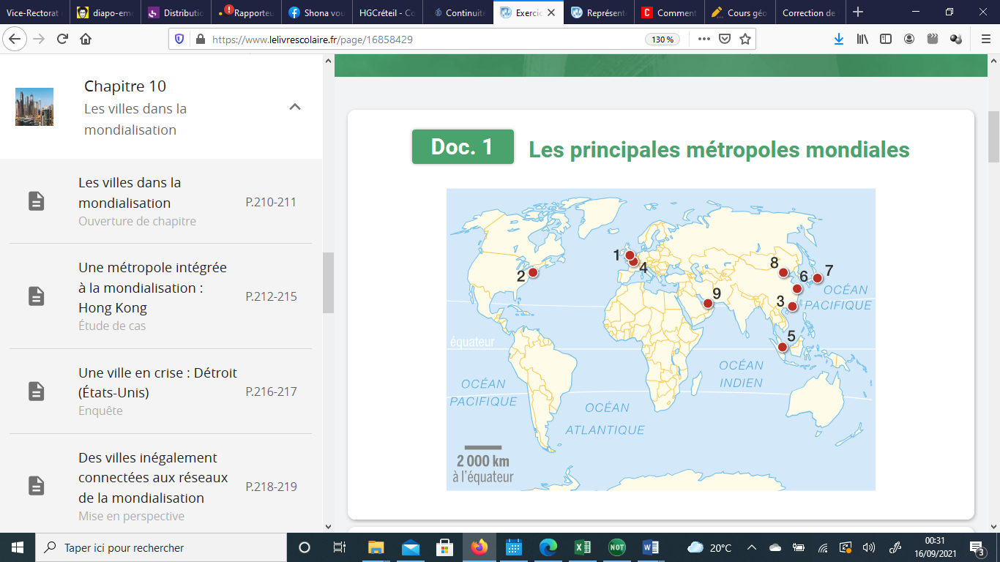 Vice-Rectorat
diapo-eme
Distributio
Rapporteu
Shona vou
HGCréteil - Co
Continuité
Exercic
Représent
Comment
Cours géo
Correction de
https://www.lelivrescolaire.fr/page/16858429
130 %
Chapitre 10
Les villes dans la
mondialisation
Les villes dans la
mondialisation
P.210-211
Ouverture de chapitre
Une métropole intégrée
à la mondialisation :
Hong Kong
P.212-215
Étude de cas
Une ville en crise : Détroit
(États-Unis)
P.216-217
Enquête
Des villes inégalement
connectées aux réseaux
de la mondialisation
P.218-219
Mise en perspective
Doc. 1
Les principales métropoles mondiales
1
2
4
8
6
7
9
3
5
OCÉAN
PACIFIQUE
équateur
OCÉAN
INDIEN
OCÉAN
PACIFIQUE
OCÉAN
ATLANTIQUE
2 000 km
à l'équateur
Taper ici pour rechercher
NOT
20°C
00:31
16/09/2021
3